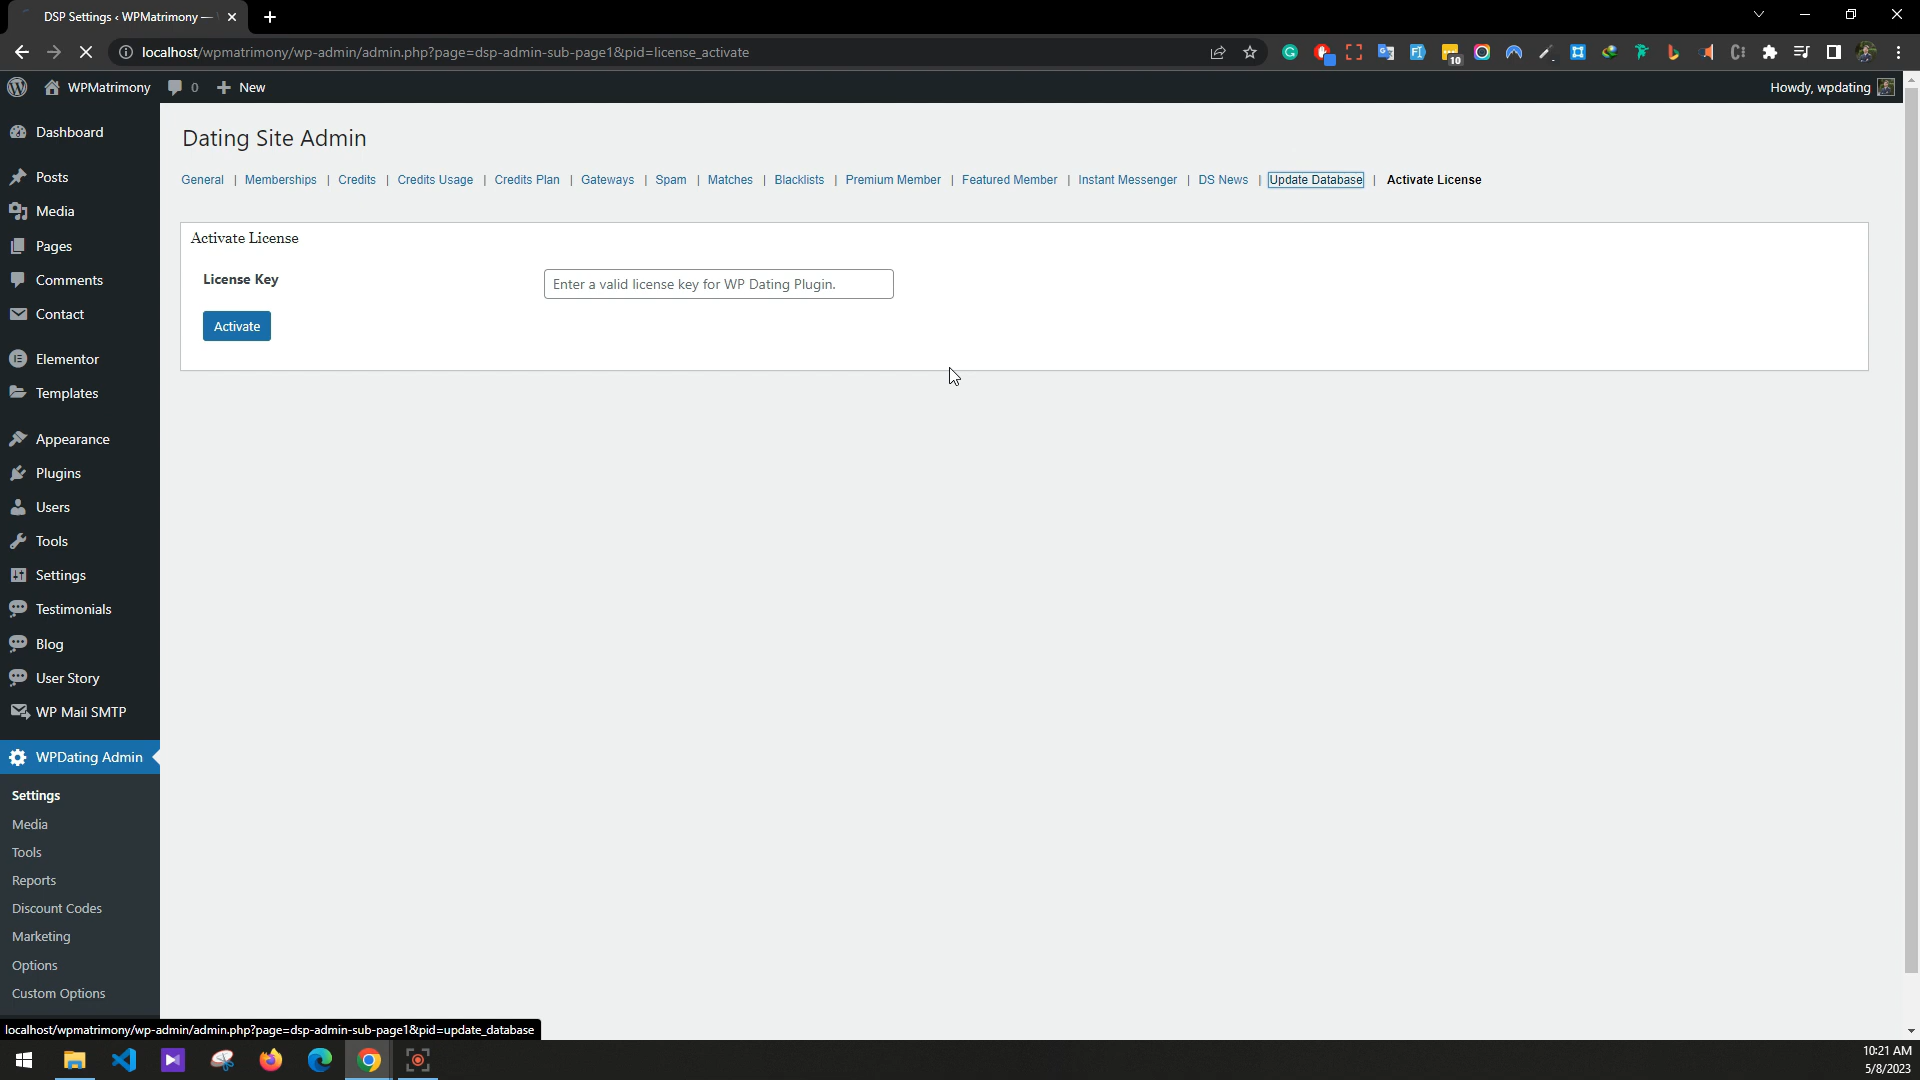 DSP Settings ‹ WPMatrimony —
localhost/wpmatrimony/wp-admin/admin.php?page=dsp-admin-sub-page1&pid=license_activate
10
WPMatrimony
0
New
Howdy, wpdating
Dashboard
Posts
Media
Pages
Comments
Contact
Elementor
Templates
Appearance
Plugins
Users
Tools
Settings
Testimonials
Blog
User Story
WP Mail SMTP
WPDating Admin
Settings
Media
Tools
Reports
Discount Codes
Marketing
Options
Custom Options
Dating Site Admin
General | Memberships | Credits | Credits Usage | Credits Plan | Gateways | Spam | Matches | Blacklists | Premium Member | Featured Member | Instant Messenger | DS News | Update Database | Activate License
Activate License
License Key
Enter a valid license key for WP Dating Plugin.
Activate
localhost/wpmatrimony/wp-admin/admin.php?page=dsp-admin-sub-page1&pid=update_database
10:21 AM
5/8/2023